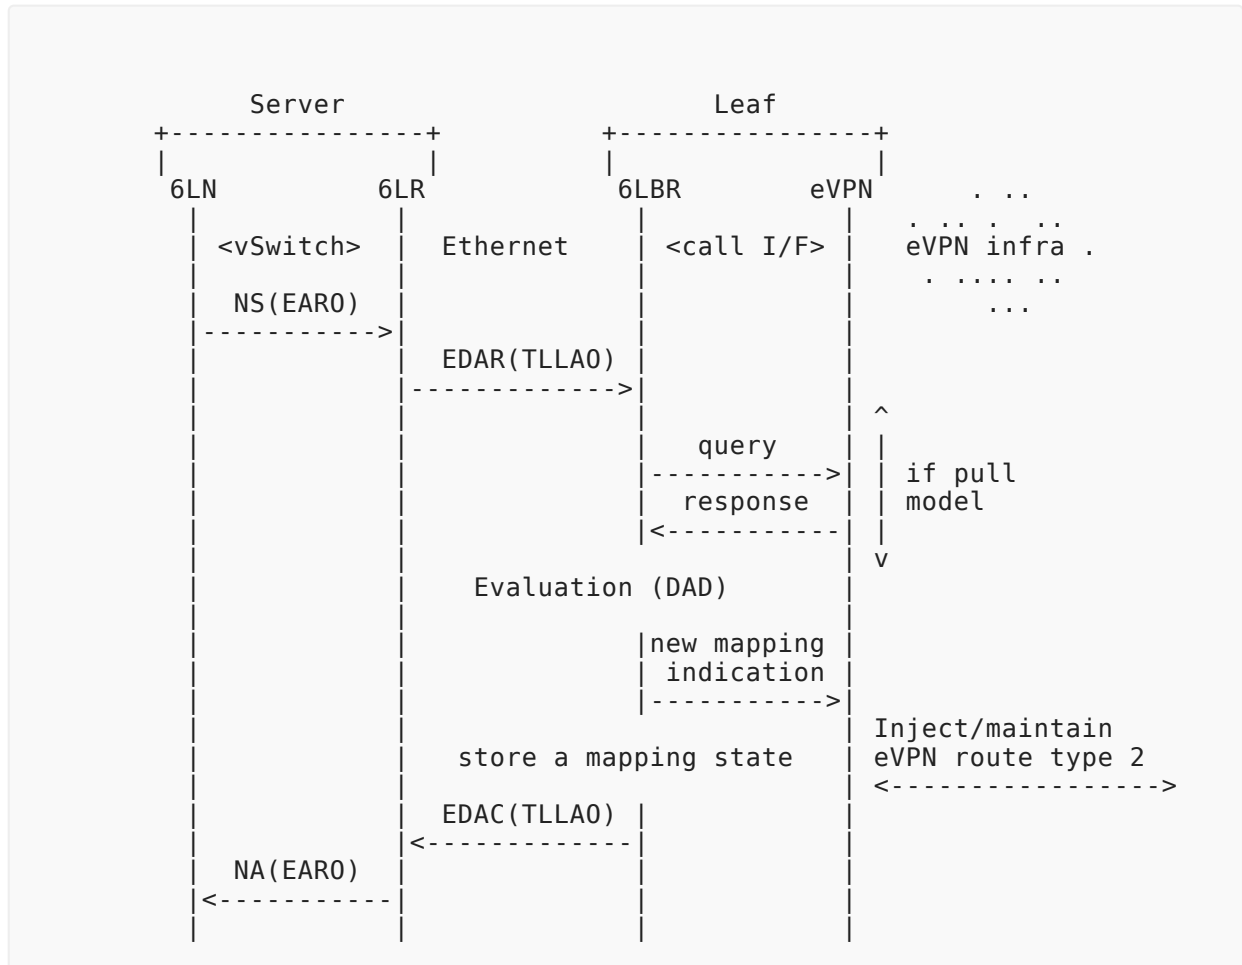 Server Leaf
6LN 6LR 6LBR eVPN
<vSwitch> Ethernet <call I/F> eVPN infra
NS(EARO)
EDAR(TLLAO)
query
if pull
response model
Evaluation (DAD)
new mapping
indication
Inject/maintain
store a mapping state eVPN route type 2
EDAC(TLLAO)
NA(EARO)